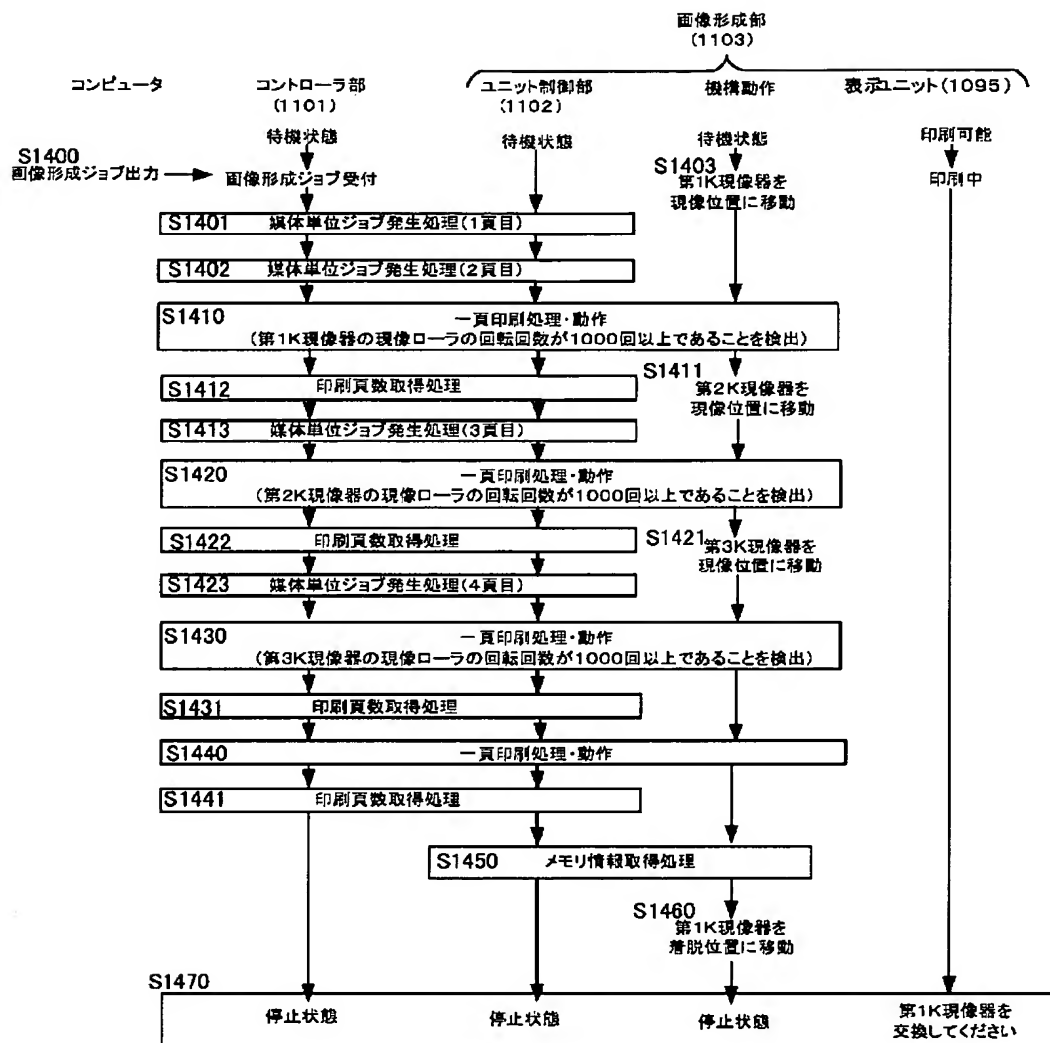 画像形成部
(1103)
コンピュータ
コントローラ部
(1101)
ユニット制御部
(1102)
機構動作
表示ユニット(1095)
待機状態
待機状態
待機状態
印刷可能
S1400
画像形成ジョブ出力
画像形成ジョブ受付
S1403
第1K現像器を
現像位置に移動
印刷中
S1401 媒体単位ジョブ発生処理(1頁目)
S1402 媒体単位ジョブ発生処理(2頁目)
S1410 一頁印刷処理・動作
(第1K現像器の現像ローラの回転回数が1000回以上であることを検出)
S1411
第2K現像器を
現像位置に移動
S1412 印刷頁数取得処理
S1413 媒体単位ジョブ発生処理(3頁目)
S1420 一頁印刷処理・動作
(第2K現像器の現像ローラの回転回数が1000回以上であることを検出)
S1421
第3K現像器を
現像位置に移動
S1422 印刷頁数取得処理
S1423 媒体単位ジョブ発生処理(4頁目)
S1430 一頁印刷処理・動作
(第3K現像器の現像ローラの回転回数が1000回以上であることを検出)
S1431 印刷頁数取得処理
S1440 一頁印刷処理・動作
S1441 印刷頁数取得処理
S1450 メモリ情報取得処理
S1460
第1K現像器を
着脱位置に移動
S1470
停止状態
停止状態
停止状態
第1K現像器を
交換してください